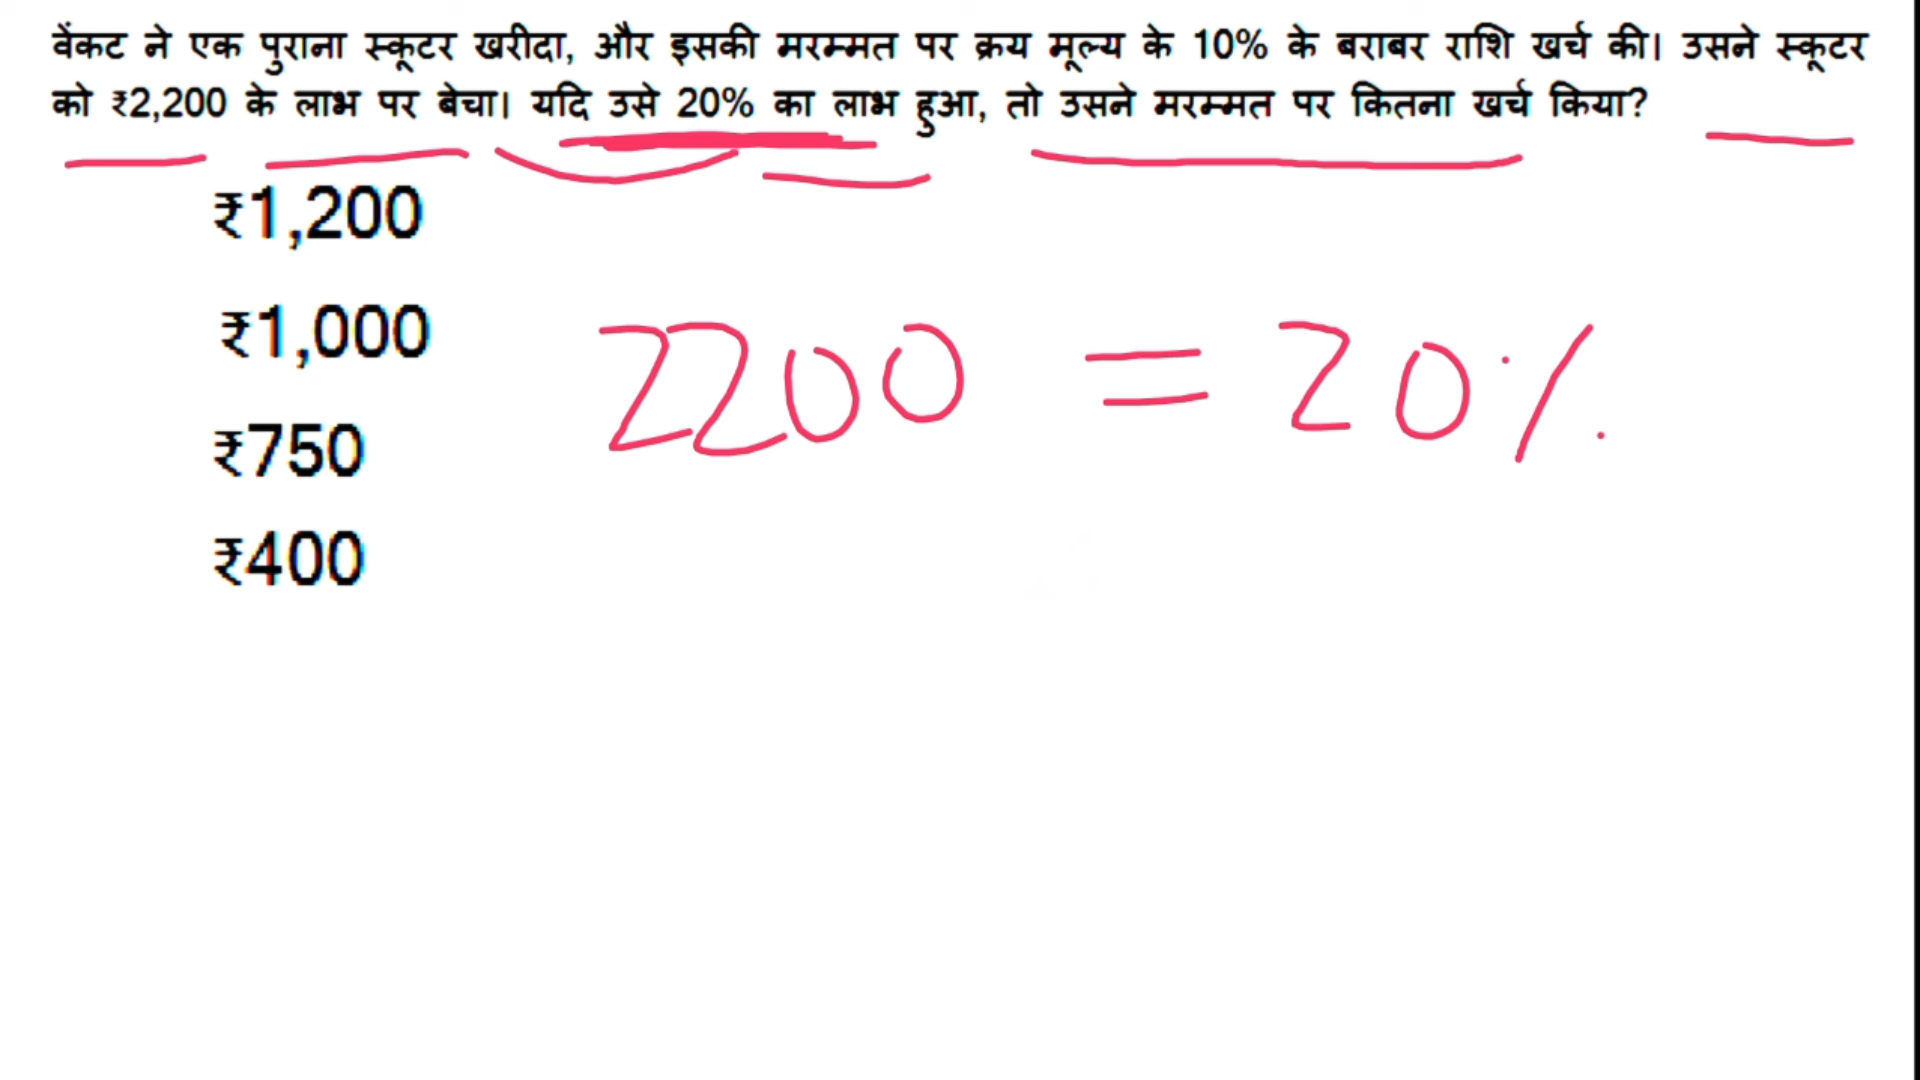 वेंकट ने एक पुराना स्कूटर खरीदा, और इसकी मरम्मत पर क्रय मूल्य के 10% के बराबर राशि खर्च की। उसने स्कूटर
को ₹2,200 के लाभ पर बेचा। यदि उसे 20% का लाभ हुआ, तो उसने मरम्मत पर कितना खर्च किया?
₹1,200
₹1,000
2200 = 20%
₹750
₹400